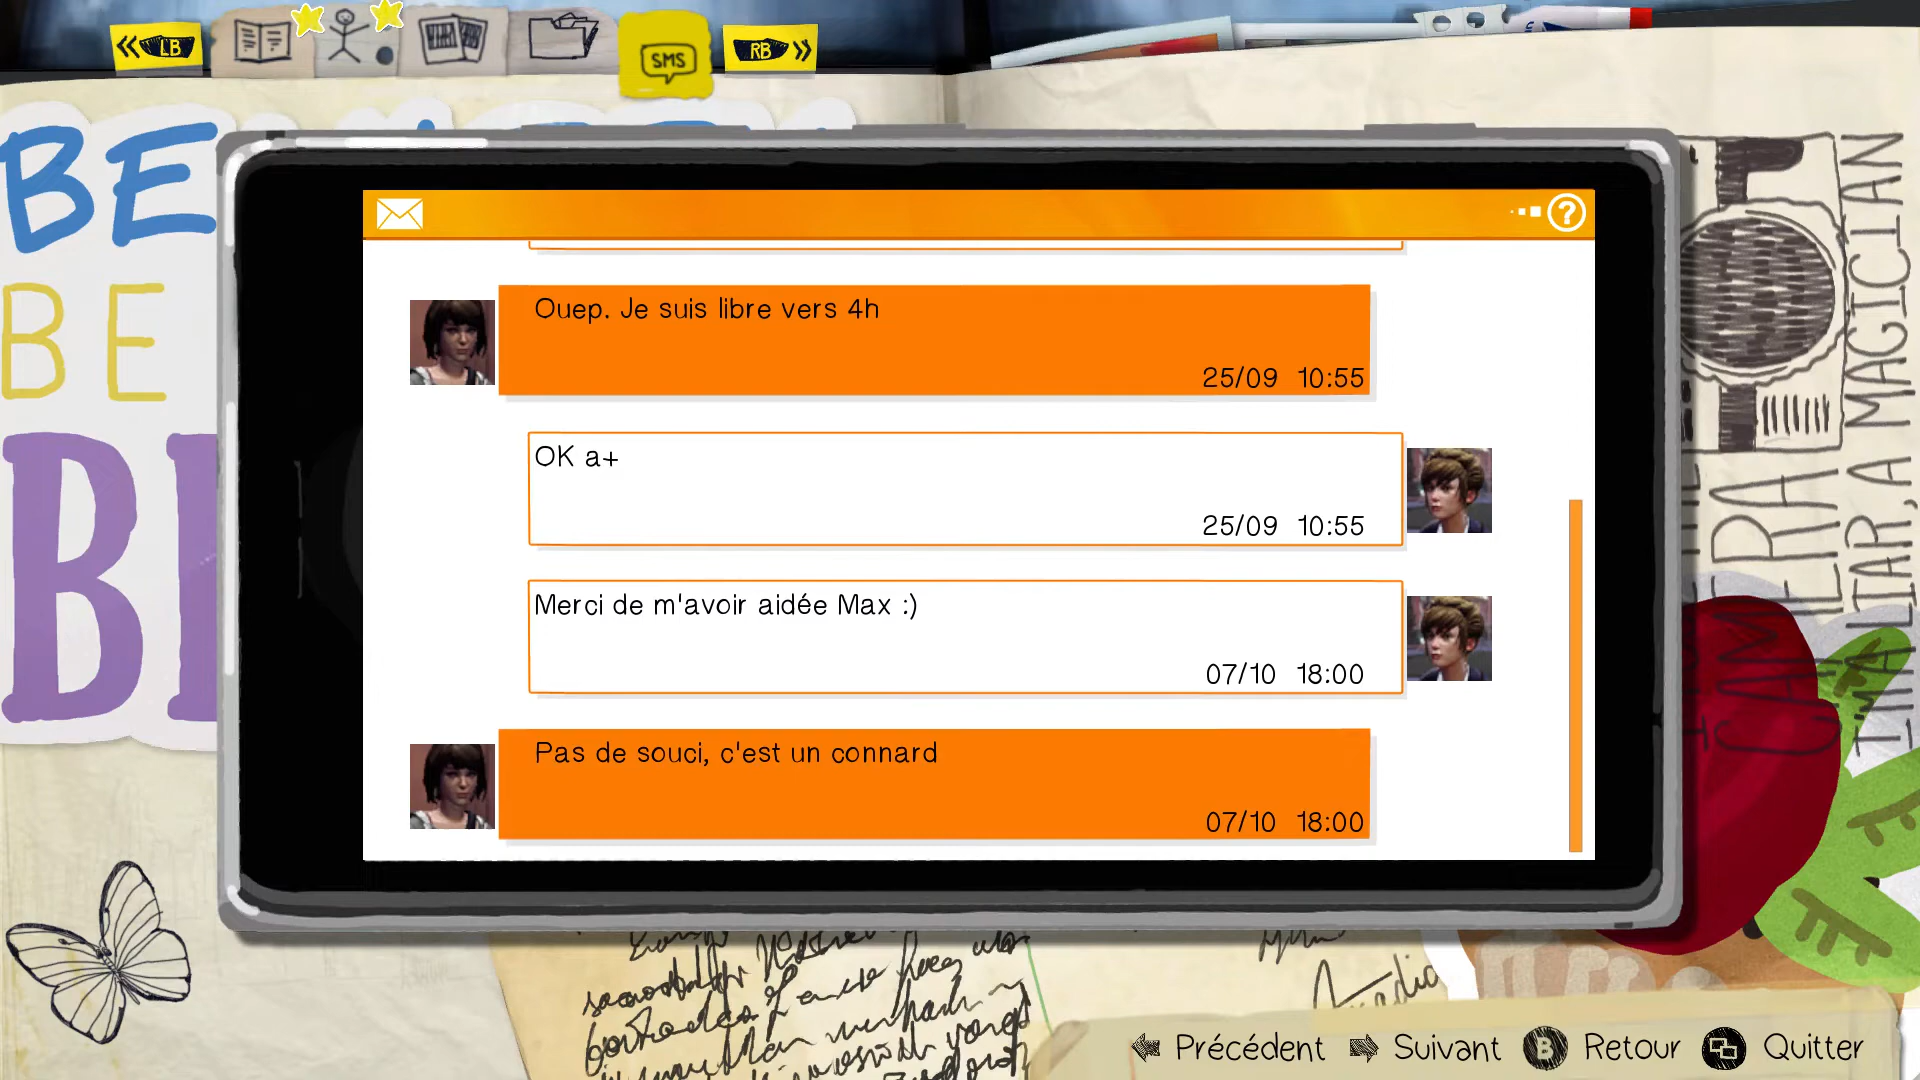 LB
SMS
RB
BE
BE
Ouep. Je suis libre vers 4h
25/09 10:55
OK a+
25/09 10:55
Merci de m'avoir aidée Max :)
07/10 18:00
Pas de souci, c'est un connard
07/10 18:00
CAMERA
A MAGICIAN
Précédent
Suivant
B Retour
Quitter